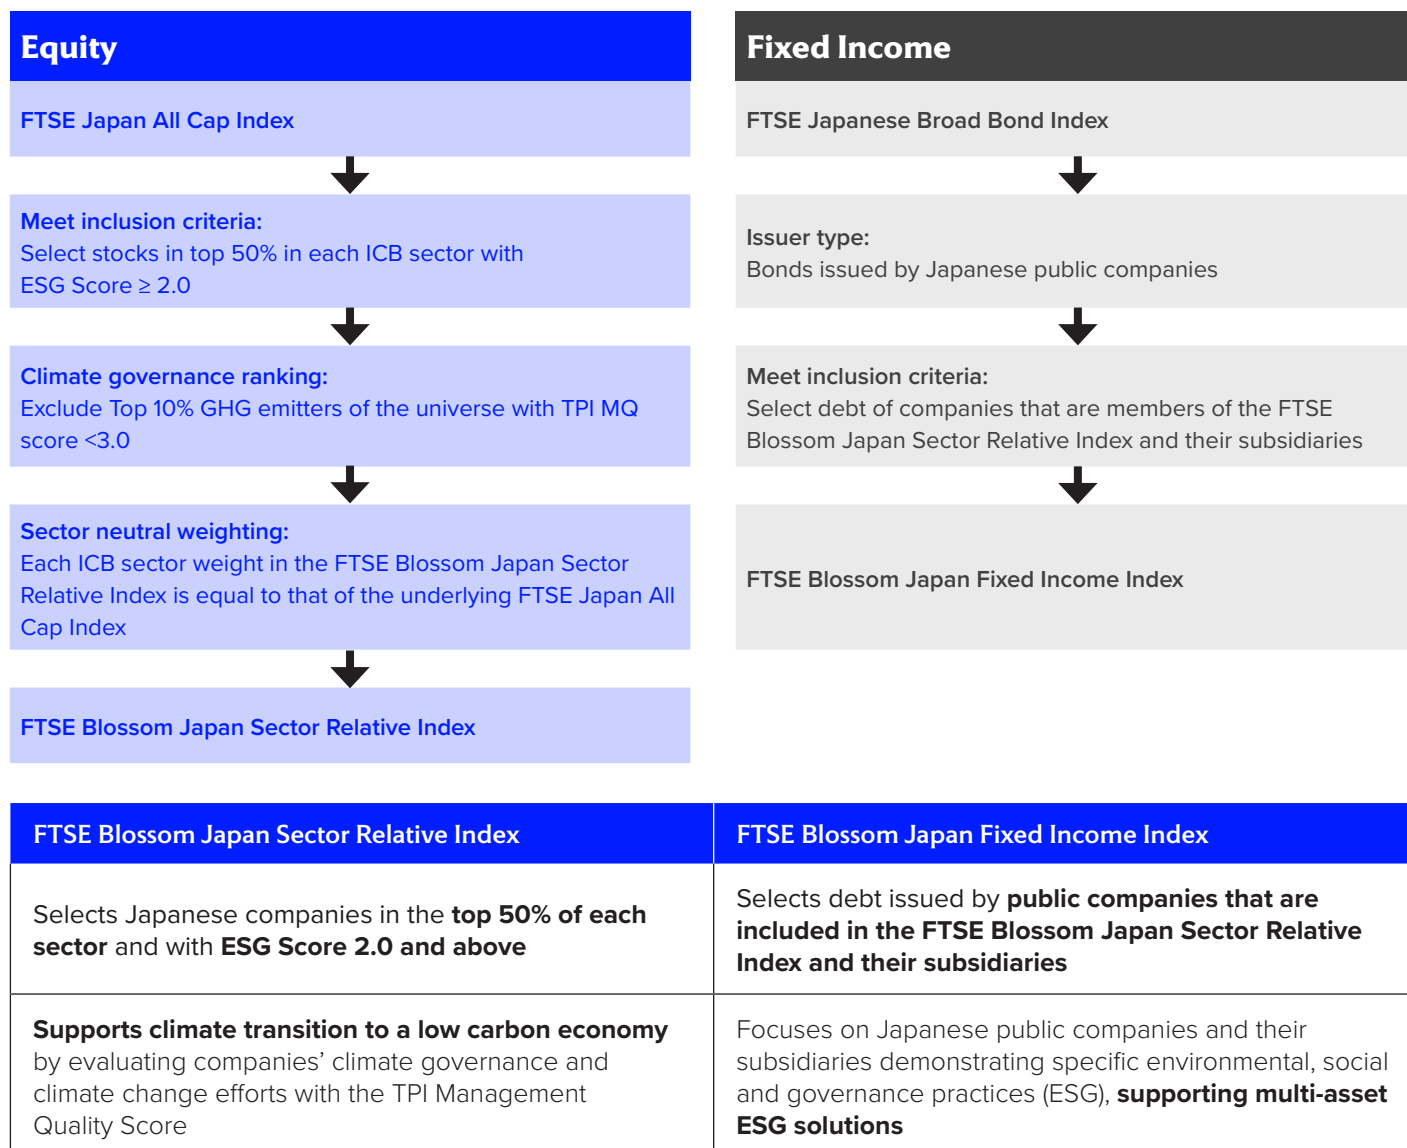 Equity
FTSE Japan All Cap Index
Meet inclusion criteria:
Select stocks in top 50% in each ICB sector with
ESG Score ≥ 2.0
Climate governance ranking:
Exclude Top 10% GHG emitters of the universe with TPI MQ
score <3.0
Sector neutral weighting:
Each ICB sector weight in the FTSE Blossom Japan Sector
Relative Index is equal to that of the underlying FTSE Japan All
Cap Index
FTSE Blossom Japan Sector Relative Index
Fixed Income
FTSE Japanese Broad Bond Index
Issuer type:
Bonds issued by Japanese public companies
Meet inclusion criteria:
Select debt of companies that are members of the FTSE
Blossom Japan Sector Relative Index and their subsidiaries
FTSE Blossom Japan Fixed Income Index
FTSE Blossom Japan Sector Relative Index
FTSE Blossom Japan Fixed Income Index
Selects Japanese companies in the top 50% of each
sector and with ESG Score 2.0 and above
Selects debt issued by public companies that are
included in the FTSE Blossom Japan Sector Relative
Index and their subsidiaries
Supports climate transition to a low carbon economy
by evaluating companies’ climate governance and
climate change efforts with the TPI Management
Quality Score
Focuses on Japanese public companies and their
subsidiaries demonstrating specific environmental, social
and governance practices (ESG), supporting multi-asset
ESG solutions